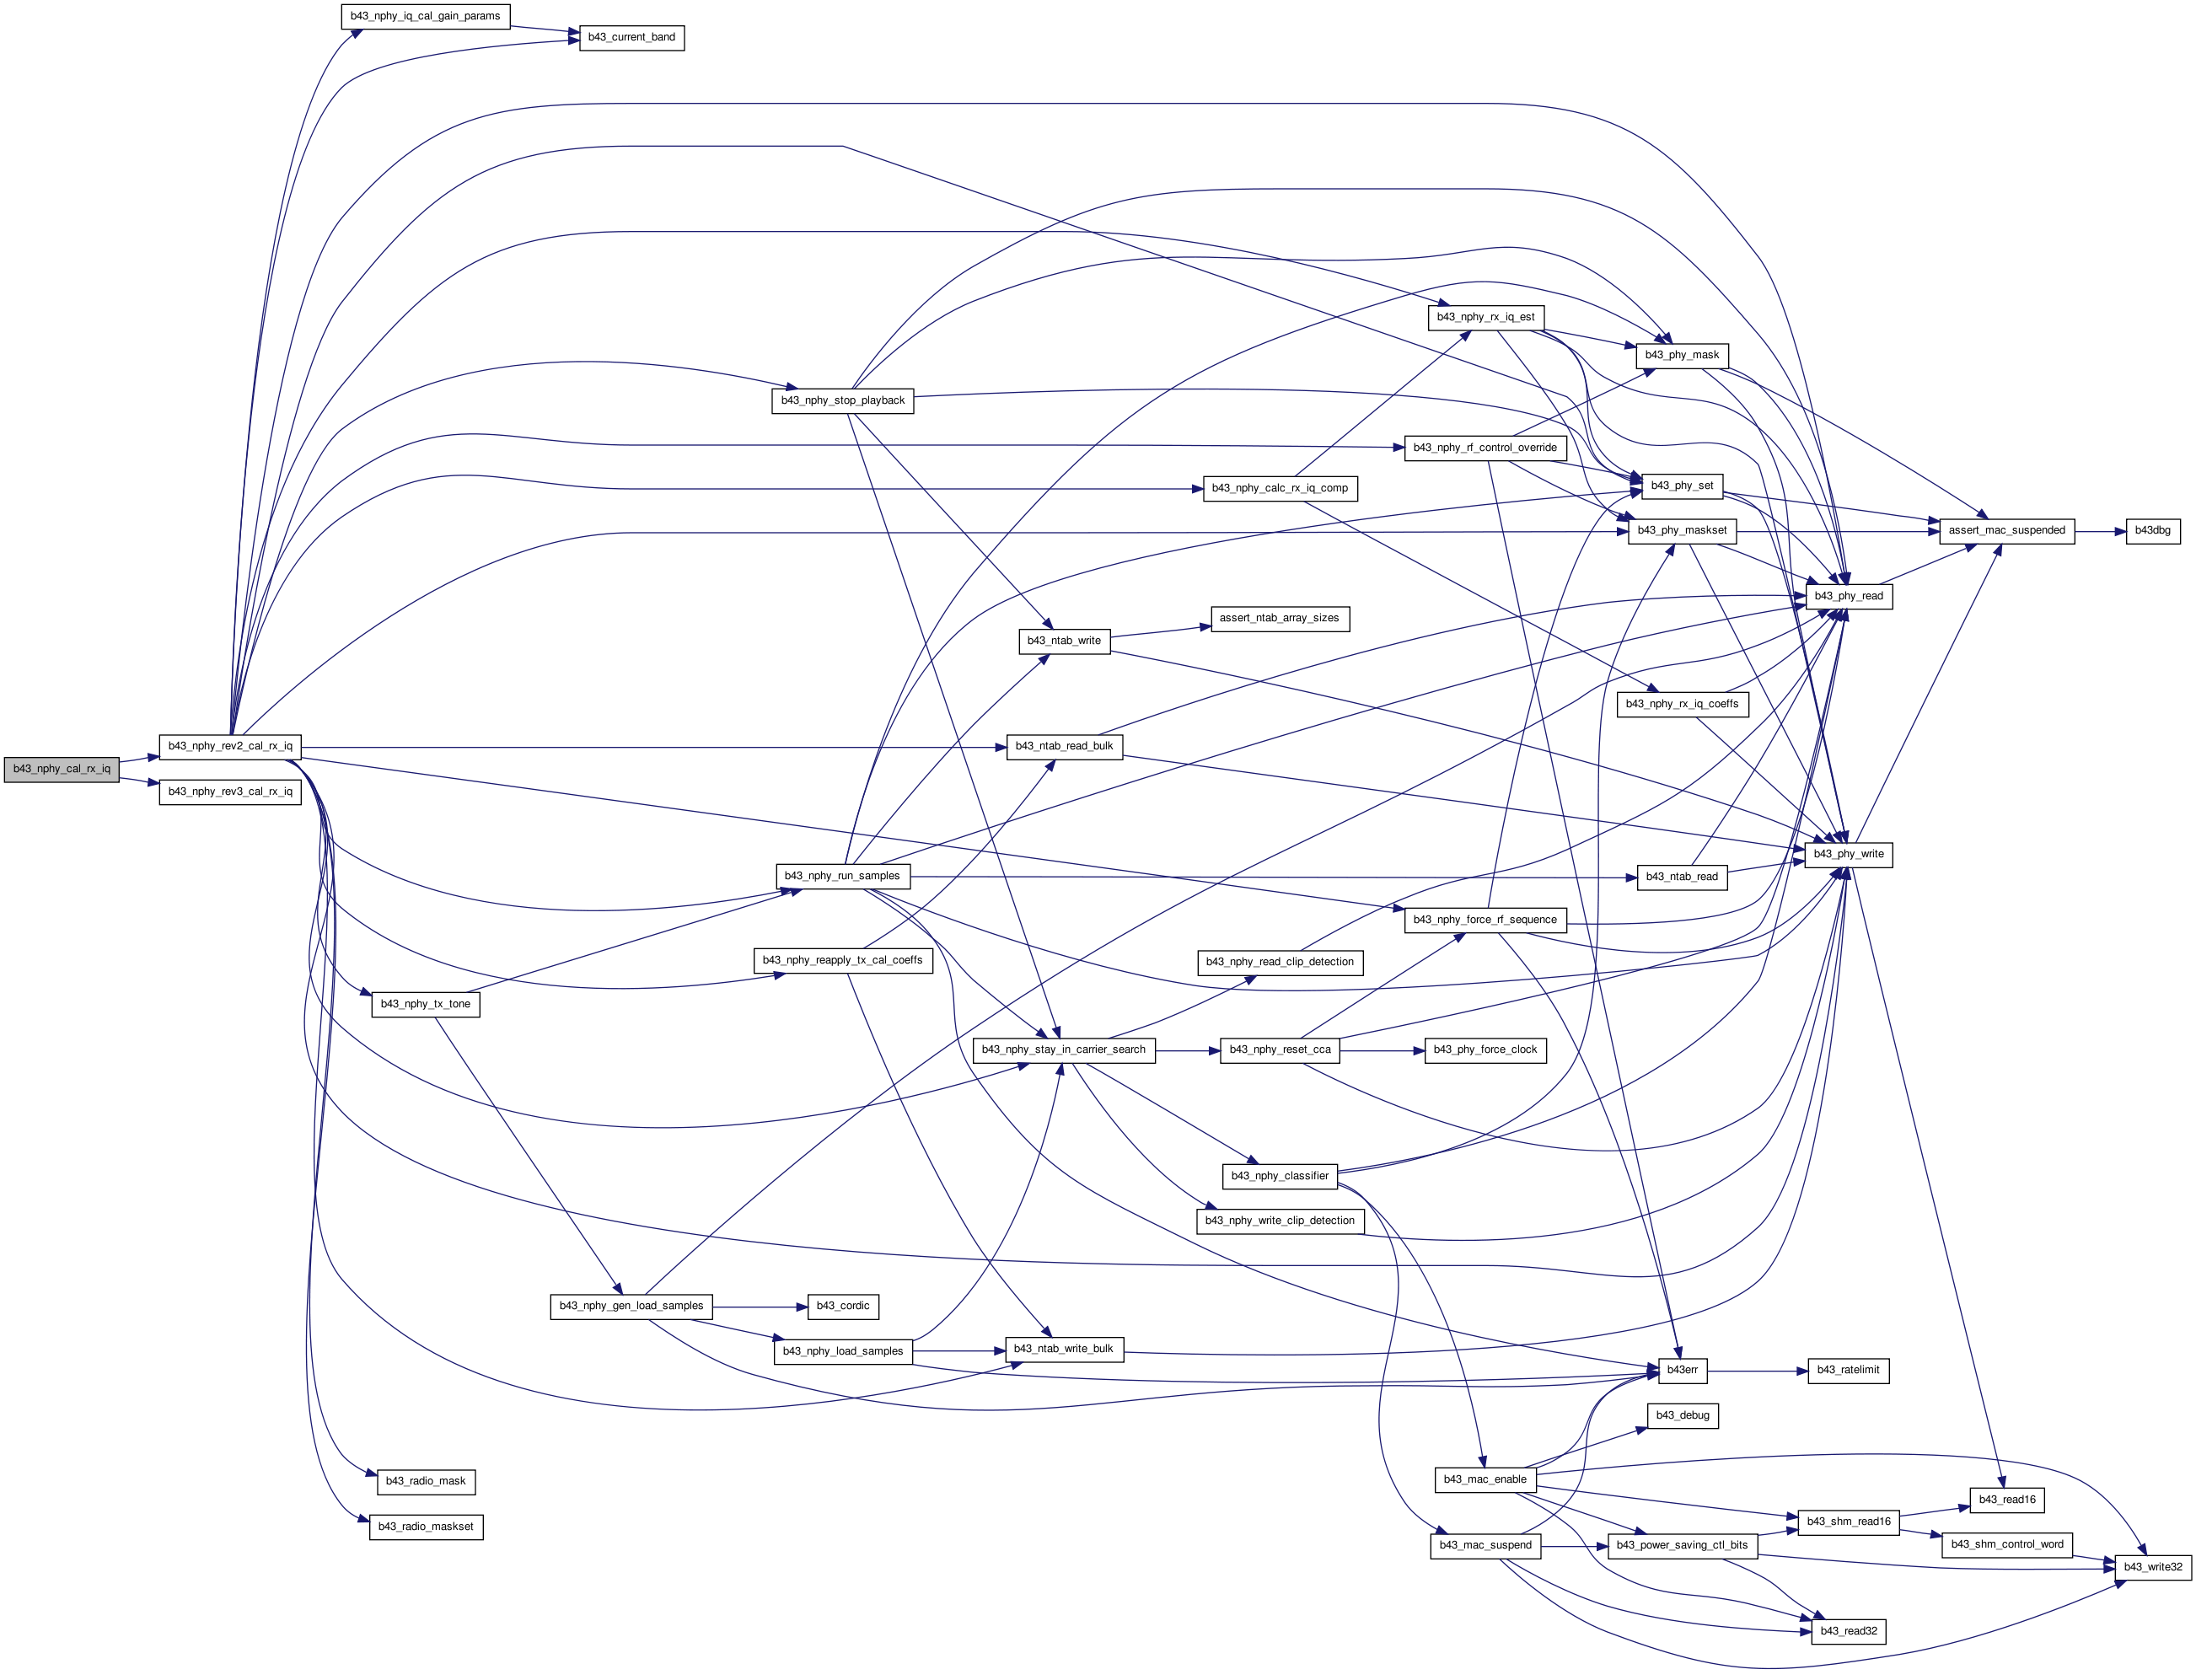 b43_nphy_iq_cal_gain_params
b43_current_band
b43_nphy_rx_iq_est
b43_phy_mask
b43_nphy_stop_playback
b43_nphy_rf_control_override
b43_nphy_calc_rx_iq_comp
b43_phy_set
b43_phy_maskset
assert_mac_suspended
b43dbg
b43_phy_read
assert_ntab_array_sizes
b43_ntab_write
b43_nphy_rx_iq_coeffs
b43_nphy_rev2_cal_rx_iq
b43_ntab_read_bulk
b43_nphy_cal_rx_iq
b43_nphy_rev3_cal_rx_iq
b43_phy_write
b43_nphy_run_samples
b43_ntab_read
b43_nphy_force_rf_sequence
b43_nphy_reapply_tx_cal_coeffs
b43_nphy_read_clip_detection
b43_nphy_tx_tone
b43_nphy_stay_in_carrier_search
b43_nphy_reset_cca
b43_phy_force_clock
b43_nphy_classifier
b43_nphy_write_clip_detection
b43_nphy_gen_load_samples
b43_cordic
b43_nphy_load_samples
b43_ntab_write_bulk
b43err
b43_ratelimit
b43_debug
b43_radio_mask
b43_mac_enable
b43_read16
b43_radio_maskset
b43_shm_read16
b43_mac_suspend
b43_power_saving_ctl_bits
b43_shm_control_word
b43_write32
b43_read32